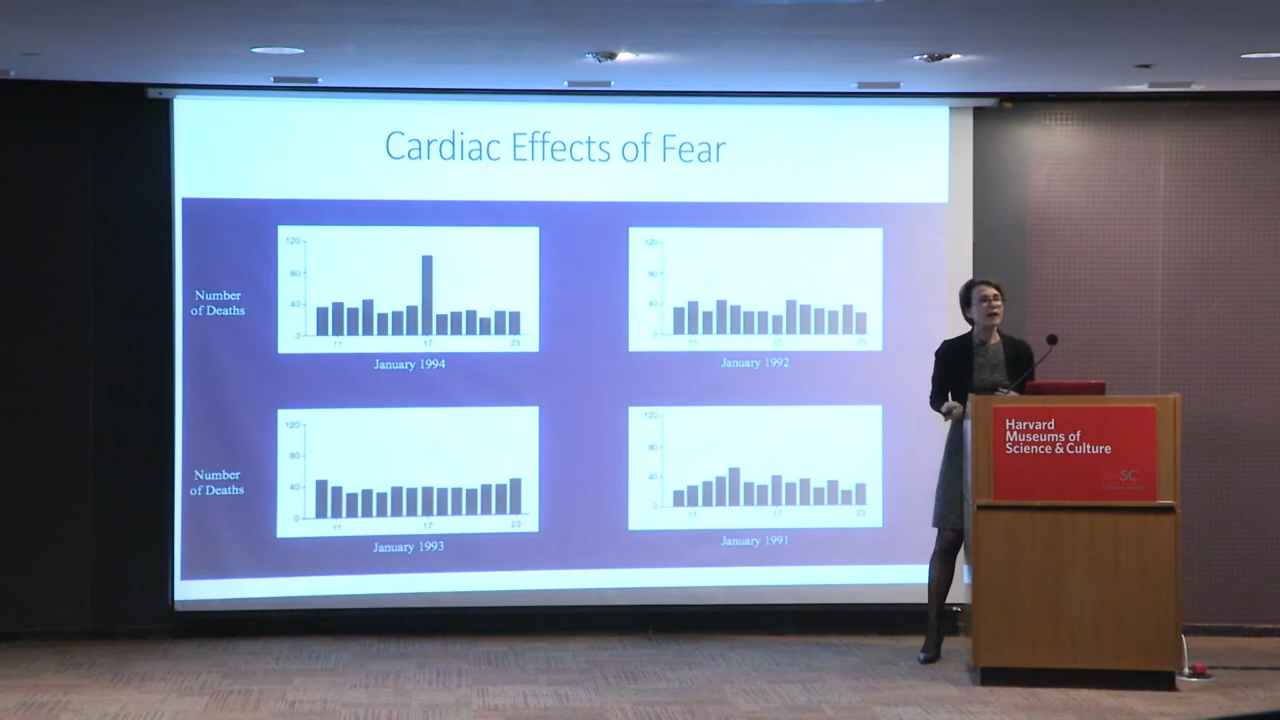 Cardiac Effects of Fear
Number
of Deaths
120
80
40
0
11
17
23
January 1994
120
80
40
0
11
17
23
January 1992
Number
of Deaths
120
80
40
0
11
17
23
January 1993
120
80
40
0
11
17
23
January 1991
Harvard
Museums of
Science & Culture
SC